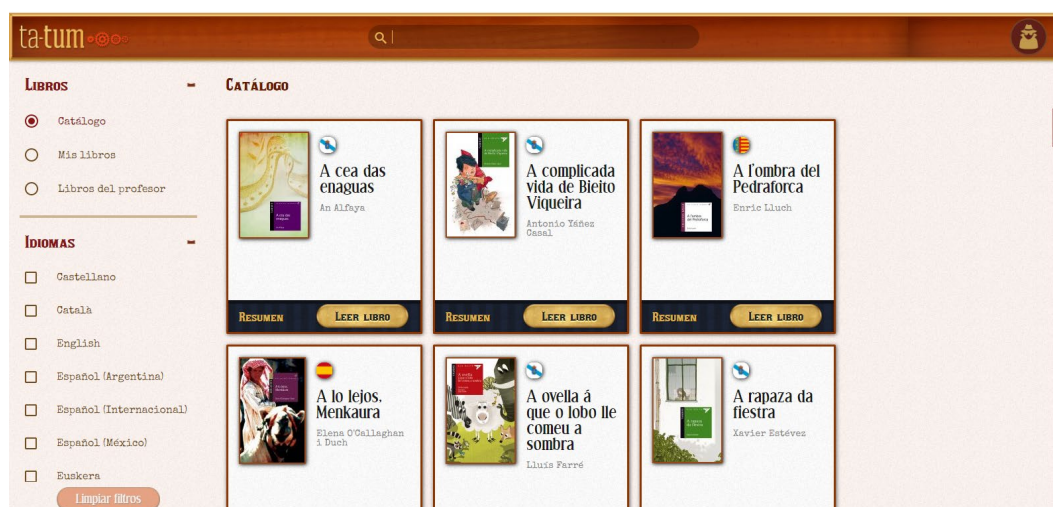 ta-tum
LIBROS
Catálogo
Mis libros
Libros del profesor
IDIOMAS
Castellano
Català
English
Español (Argentina)
Español (Internacional)
Español (México)
Euskera
Limpiar filtros
CATÁLOGO
A cea das
enaguas
An Alfaya
RESUMEN
LEER LIBRO
A complicada
vida de Bieito
Viqueira
Antonio Yáñez
Casal
RESUMEN
LEER LIBRO
A l'ombra del
Pedraforca
Enric Lluch
RESUMEN
LEER LIBRO
A lo lejos,
Menkaura
Elena O'Callaghan
i Duch
A ovella á
que o lobo lle
comeu a
sombra
Lluís Farré
A rapaza da
fiestra
Xavier Estévez